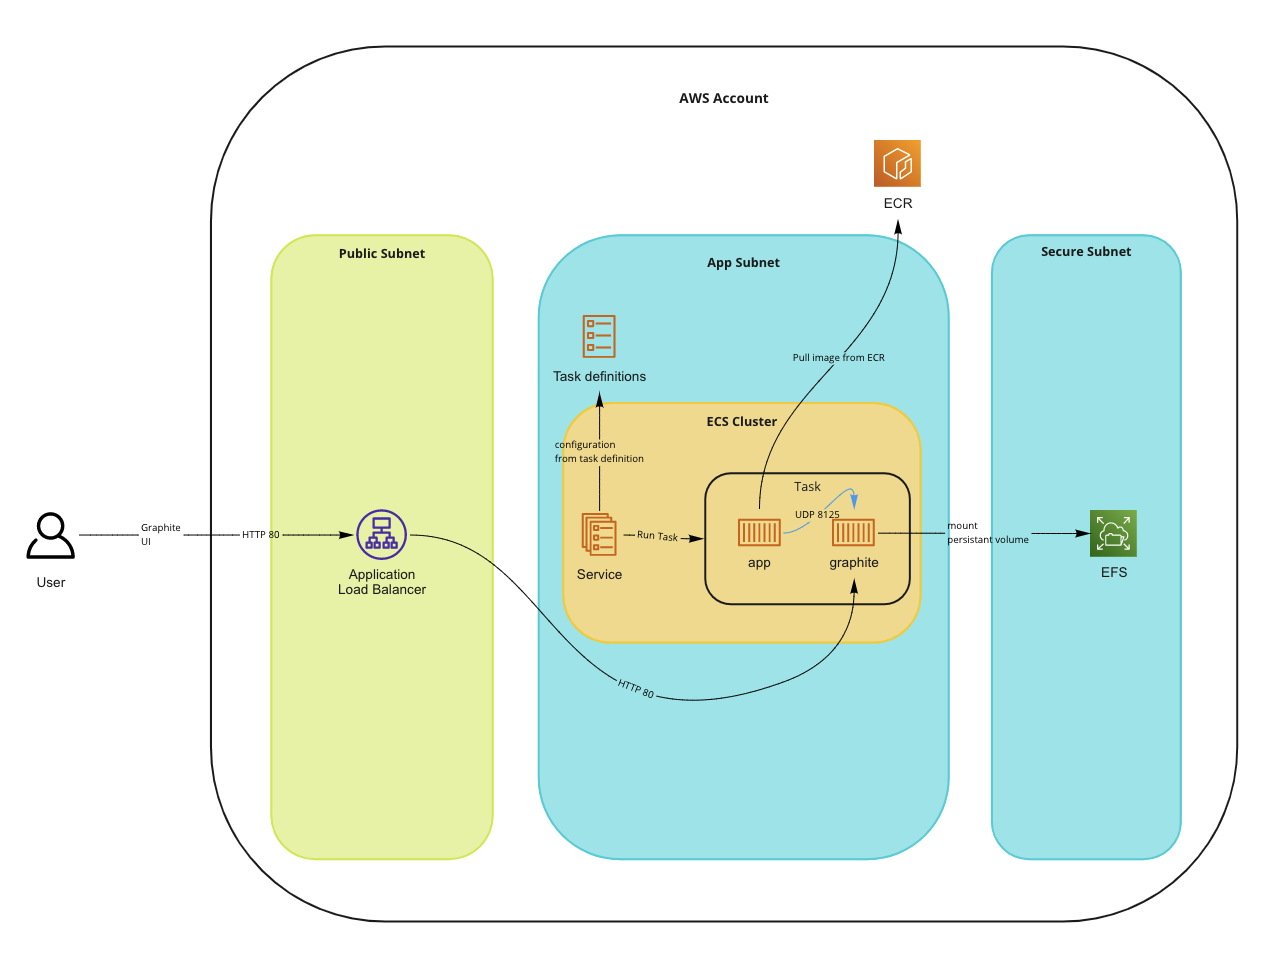 AWS Account
ECR
Public Subnet
App Subnet
Secure Subnet
Task definitions
Pull image from ECR
ECS Cluster
configuration
from task definition
Task
UDP 8125
Graphite
UI
HTTP 80
Run Task
mount
persistant volume
app
graphite
User
Application
Load Balancer
Service
EFS
HTTP 80